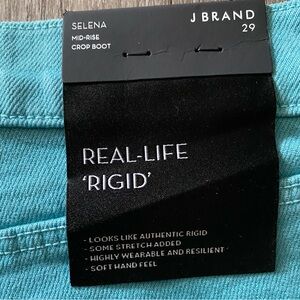 SELENA
MID-RISE
CROP BOOT
J BRAND
29
REAL-LIFE
'RIGID'
- LOOKS LIKE AUTHENTIC RIGID
- SOME STRETCH ADDED
- HIGHLY WEARABLE AND RESILIENT -
- SOFT HAND FEEL